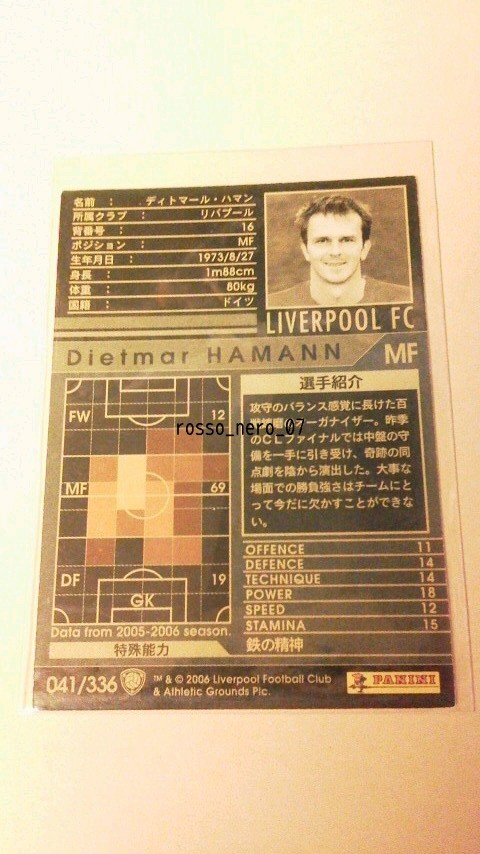 名前 : ディトマール・ハマン
所属クラブ : リバプール
背番号 : 16
ポジション : MF
生年月日 : 1973/8/27
身長 : 1m88cm
体重 : 80kg
国籍 : ドイツ
LIVERPOOL FC
Dietmar HAMANN MF
FW 12
MF 69
DF 19
GK
Data from 2005-2006 season.
特殊能力
選手紹介
攻守のバランス感覚に長けた百
ーガナイザー。昨季
のCLファイナルでは中盤の守
備を一手に引き受け、奇跡の同
点劇を陰から演出した。大事な
場面での勝負強さはチームにと
って今だに欠かすことができな
い。
rosso_nero_07
OFFENCE 11
DEFENCE 14
TECHNIQUE 14
POWER 18
SPEED 12
STAMINA 15
鉄の精神
041/336
™ & © 2006 Liverpool Football Club
& Athletic Grounds Plc.
PANINI